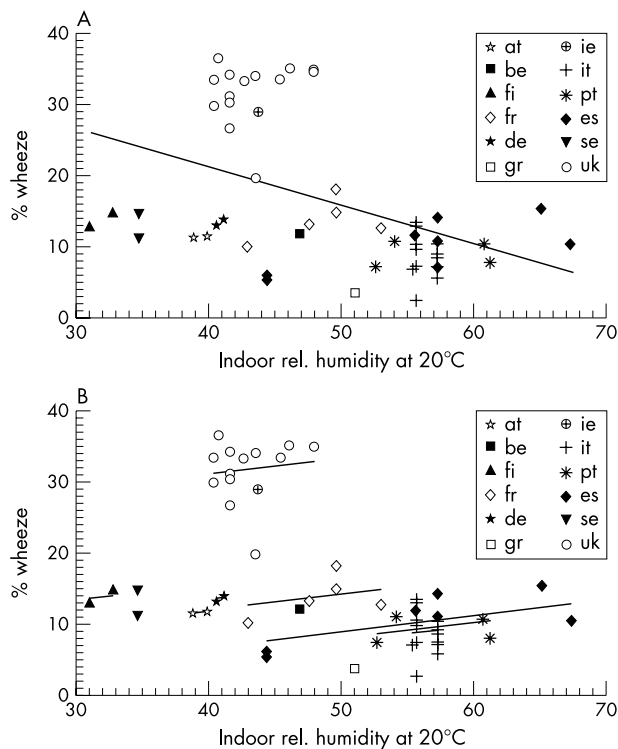 A
40
30
20
10
0
% wheeze
at
be
fi
fr
de
gr
ie
it
pt
es
se
uk
30 40 50 60 70
Indoor rel. humidity at 20°C
B
40
30
20
10
0
% wheeze
at
be
fi
fr
de
gr
ie
it
pt
es
se
uk
30 40 50 60 70
Indoor rel. humidity at 20°C